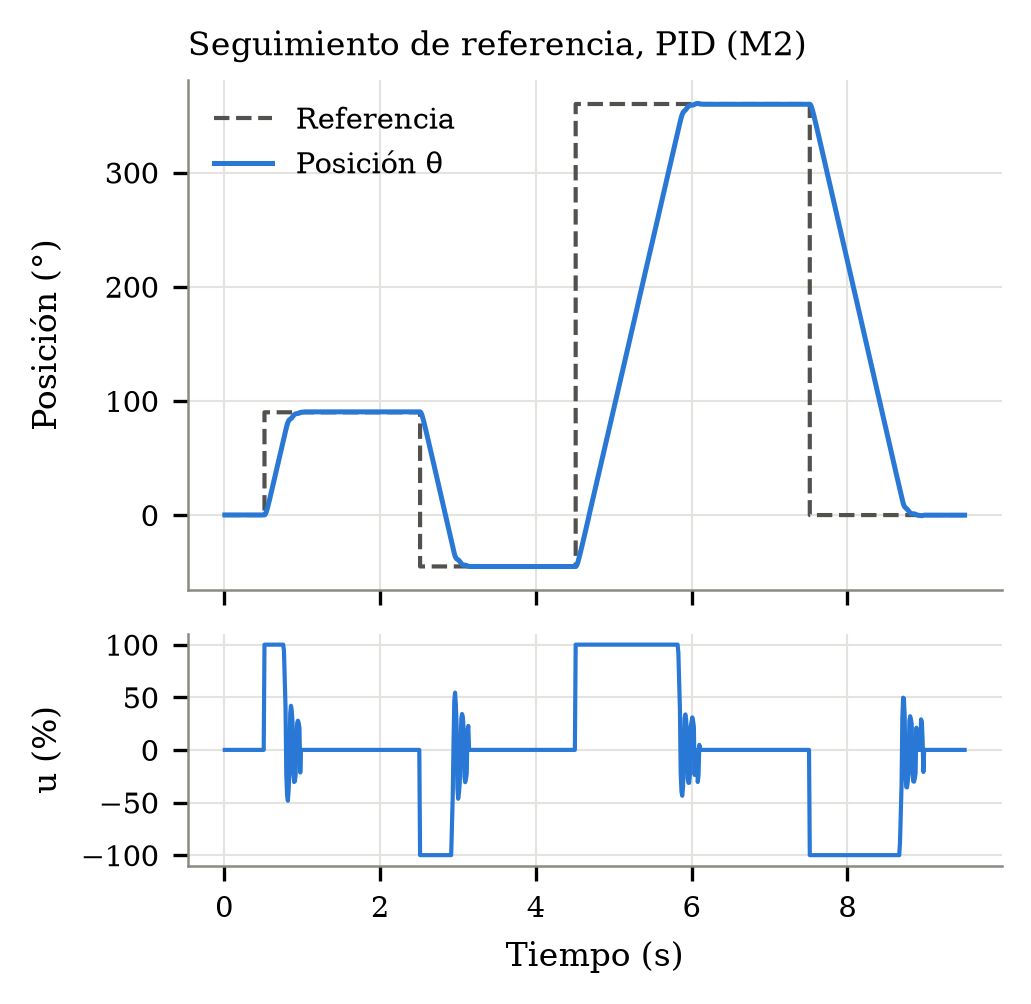 Seguimiento de referencia, PID (M2)
Referencia
Posición θ
Posición (°)
300
200
100
0
u (%)
100
50
0
−50
−100
0 2 4 6 8
Tiempo (s)